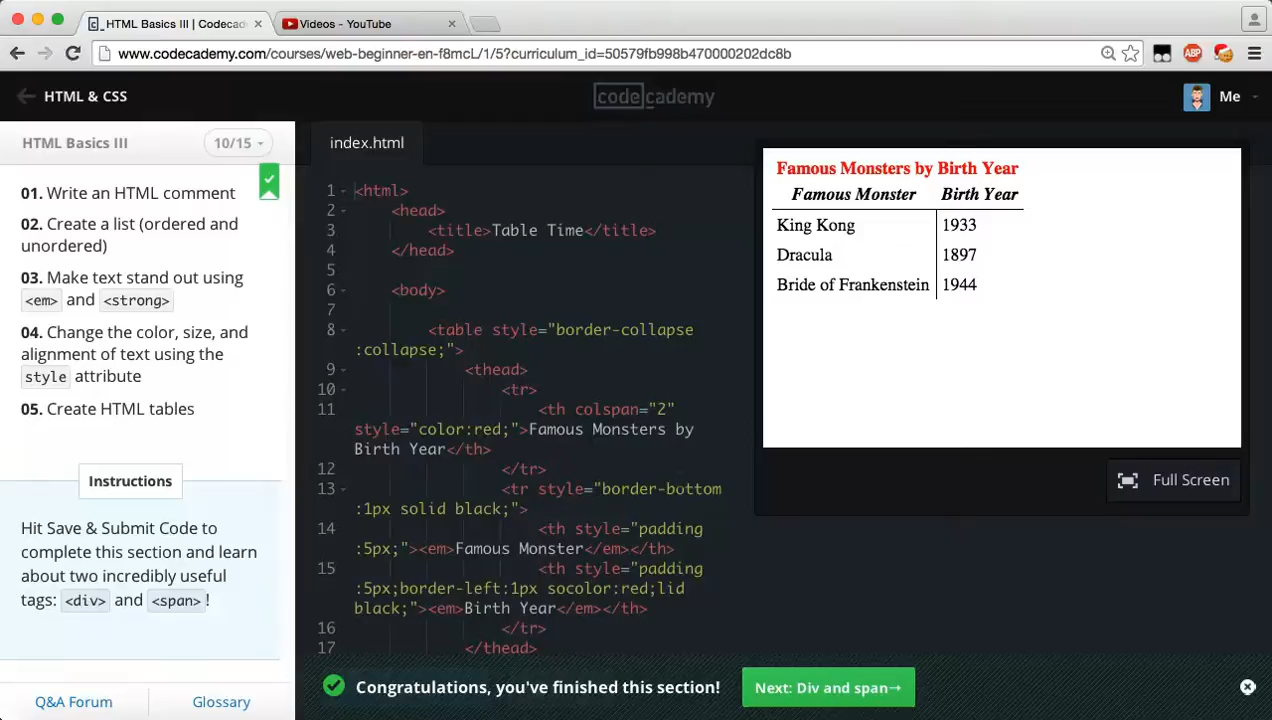 HTML Basics III | Codecad
Videos - YouTube
www.codecademy.com/courses/web-beginner-en-f8mcL/1/5?curriculum_id=50579fb998b470000202dc8b
ABP
HTML & CSS
codecademy
Me
HTML Basics III
10/15
01. Write an HTML comment
02. Create a list (ordered and
unordered)
03. Make text stand out using
<em> and <strong>
04. Change the color, size, and
alignment of text using the
style attribute
05. Create HTML tables
Instructions
Hit Save & Submit Code to
complete this section and learn
about two incredibly useful
tags: <div> and <span>!
Q&A Forum
Glossary
index.html
1 <html>
2 <head>
3 <title>Table Time</title>
4 </head>
5
6 <body>
7
8 <table style="border-collapse
:collapse;">
9 <thead>
10 <tr>
11 <th colspan="2"
style="color:red;">Famous Monsters by
Birth Year</th>
12 </tr>
13 <tr style="border-bottom
:1px solid black;">
14 <th style="padding
:5px;"><em>Famous Monster</em></th>
15 <th style="padding
:5px;border-left:1px socolor:red;lid
black;"><em>Birth Year</em></th>
16 </tr>
17 </thead>
Famous Monsters by Birth Year
Famous Monster Birth Year
King Kong 1933
Dracula 1897
Bride of Frankenstein 1944
Full Screen
Congratulations, you've finished this section!
Next: Div and span→